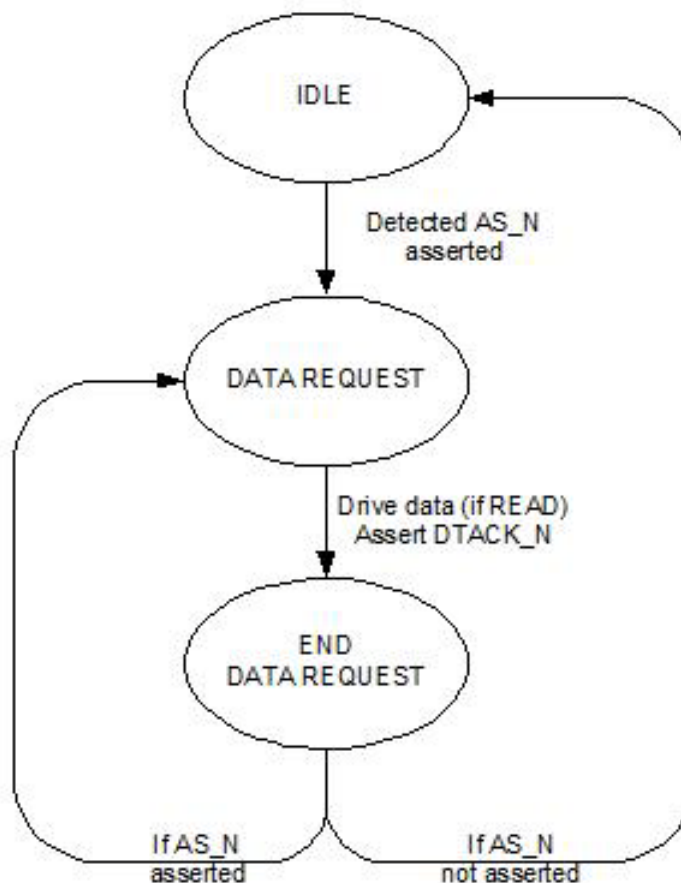 IDLE
Detected AS_N
asserted
DATA REQUEST
Drive data (if READ)
Assert DTACK_N
END
DATA REQUEST
If AS_N
asserted
If AS_N
not asserted